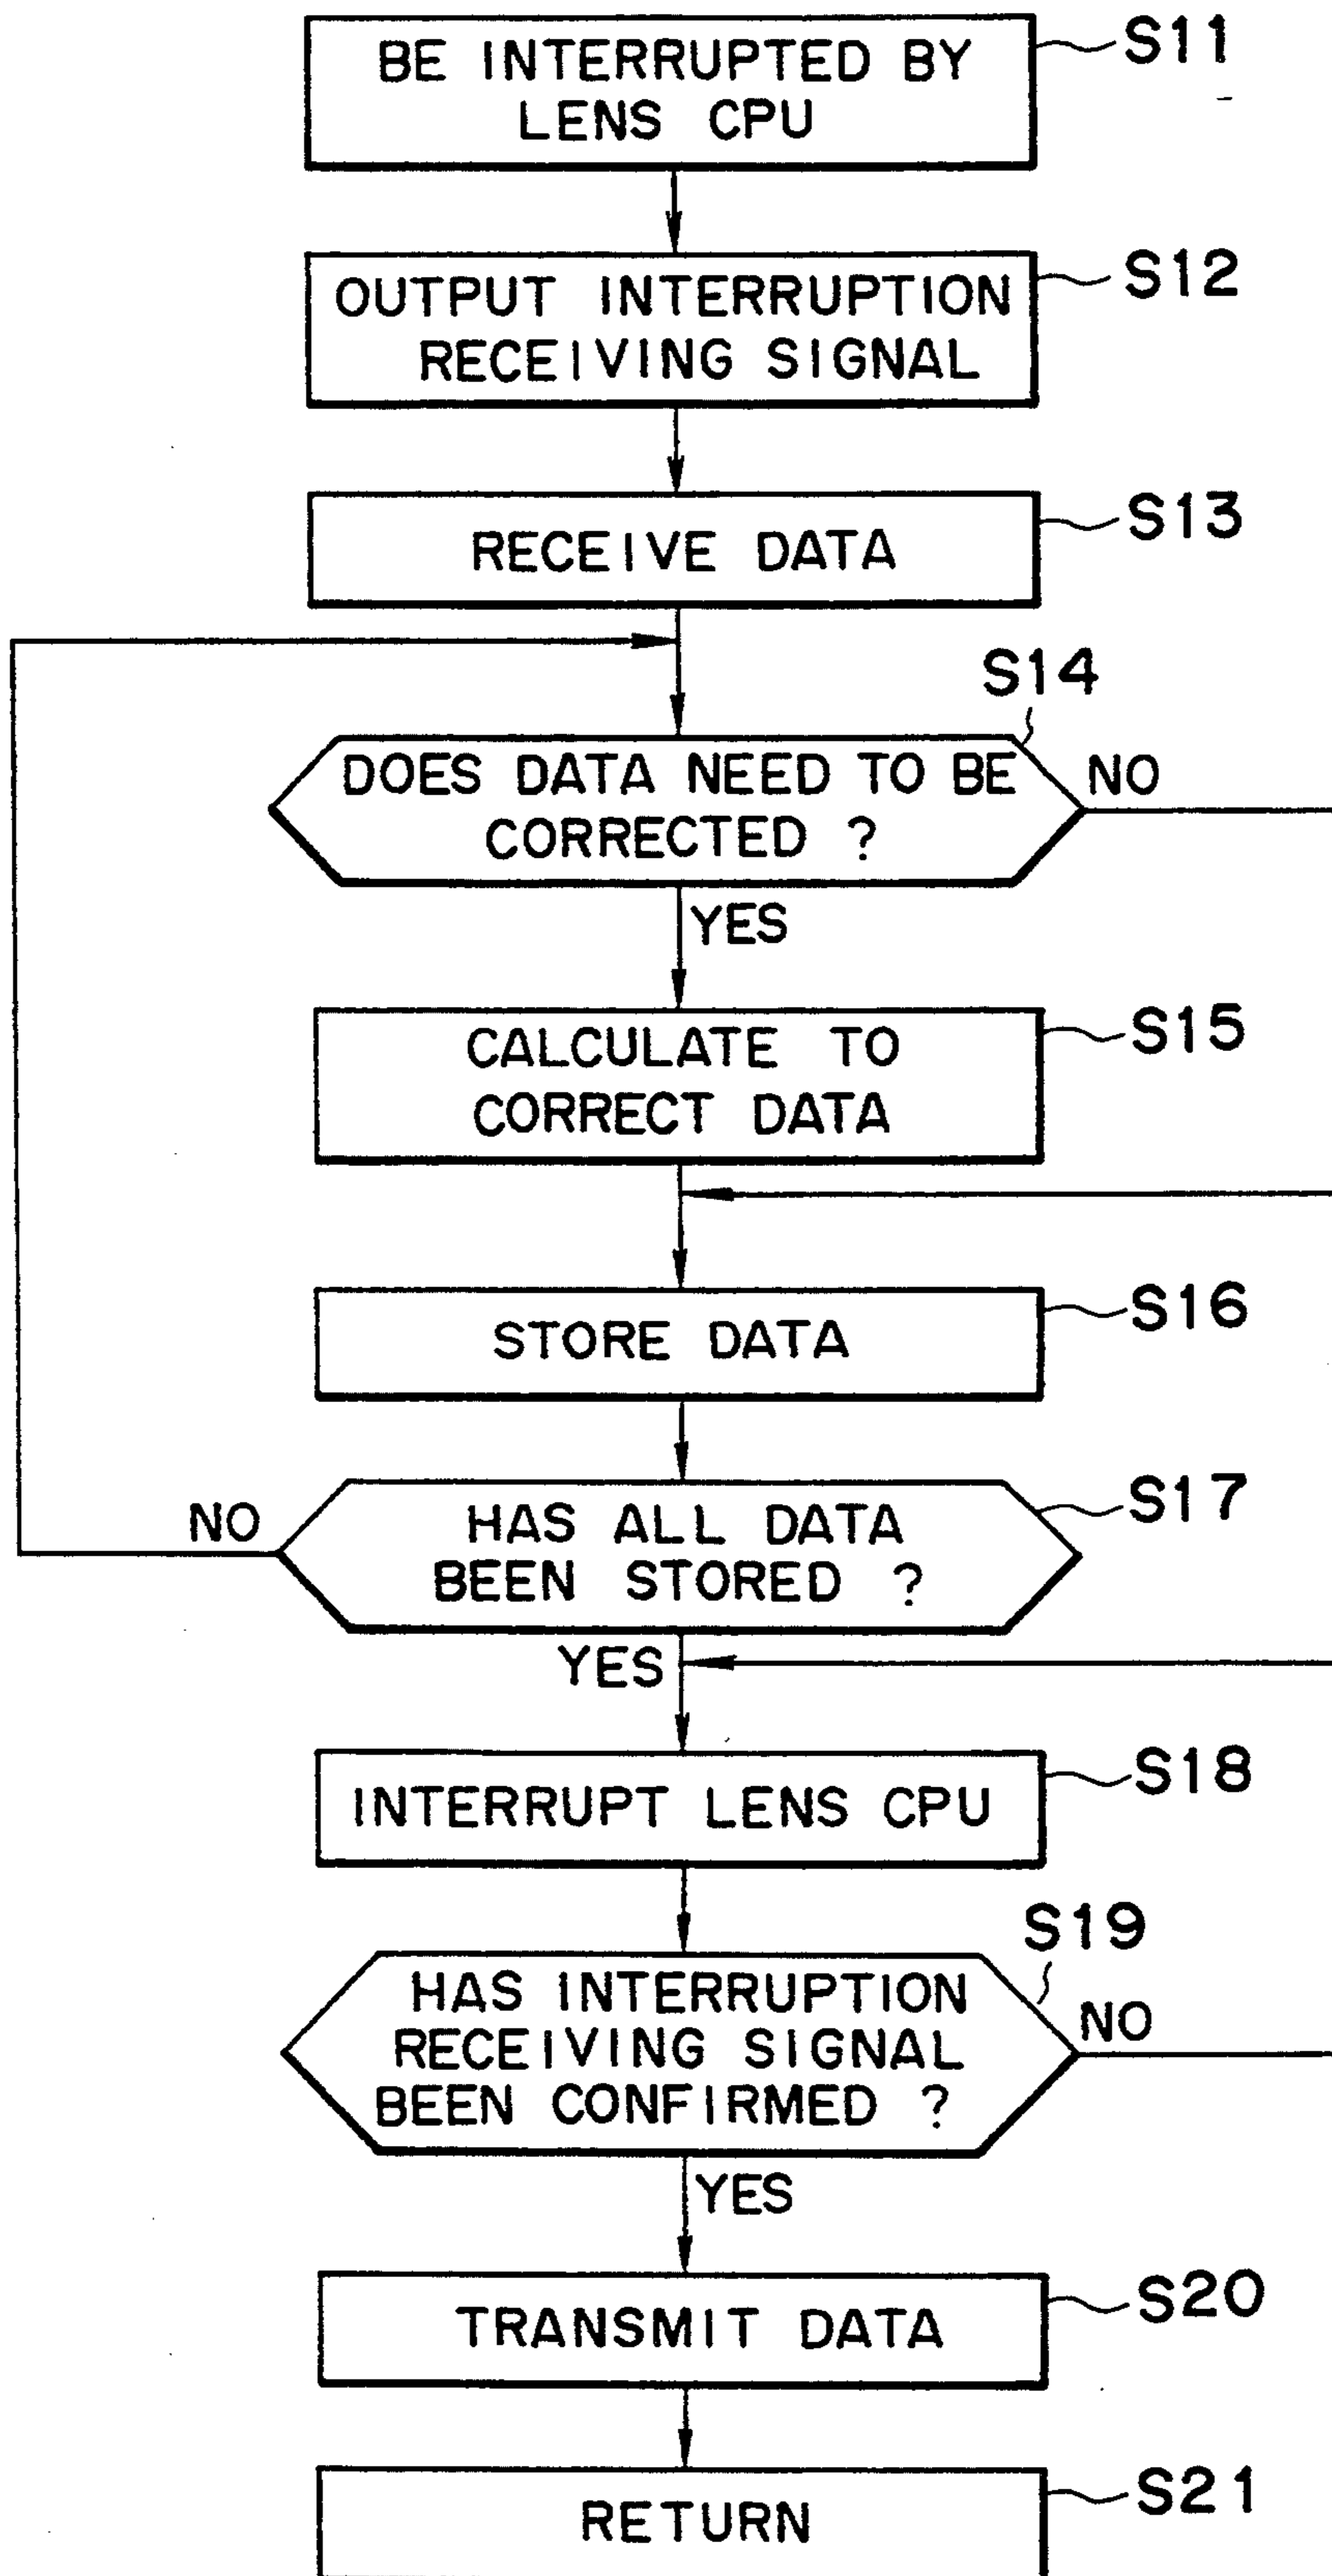 BE INTERRUPTED BY
LENS CPU
S11
OUTPUT INTERRUPTION
RECEIVING SIGNAL
S12
RECEIVE DATA
S13
S14
DOES DATA NEED TO BE
CORRECTED ?
NO
YES
CALCULATE TO
CORRECT DATA
S15
STORE DATA
S16
HAS ALL DATA
BEEN STORED ?
S17
NO
YES
INTERRUPT LENS CPU
S18
S19
HAS INTERRUPTION
RECEIVING SIGNAL
BEEN CONFIRMED ?
NO
YES
TRANSMIT DATA
S20
RETURN
S21